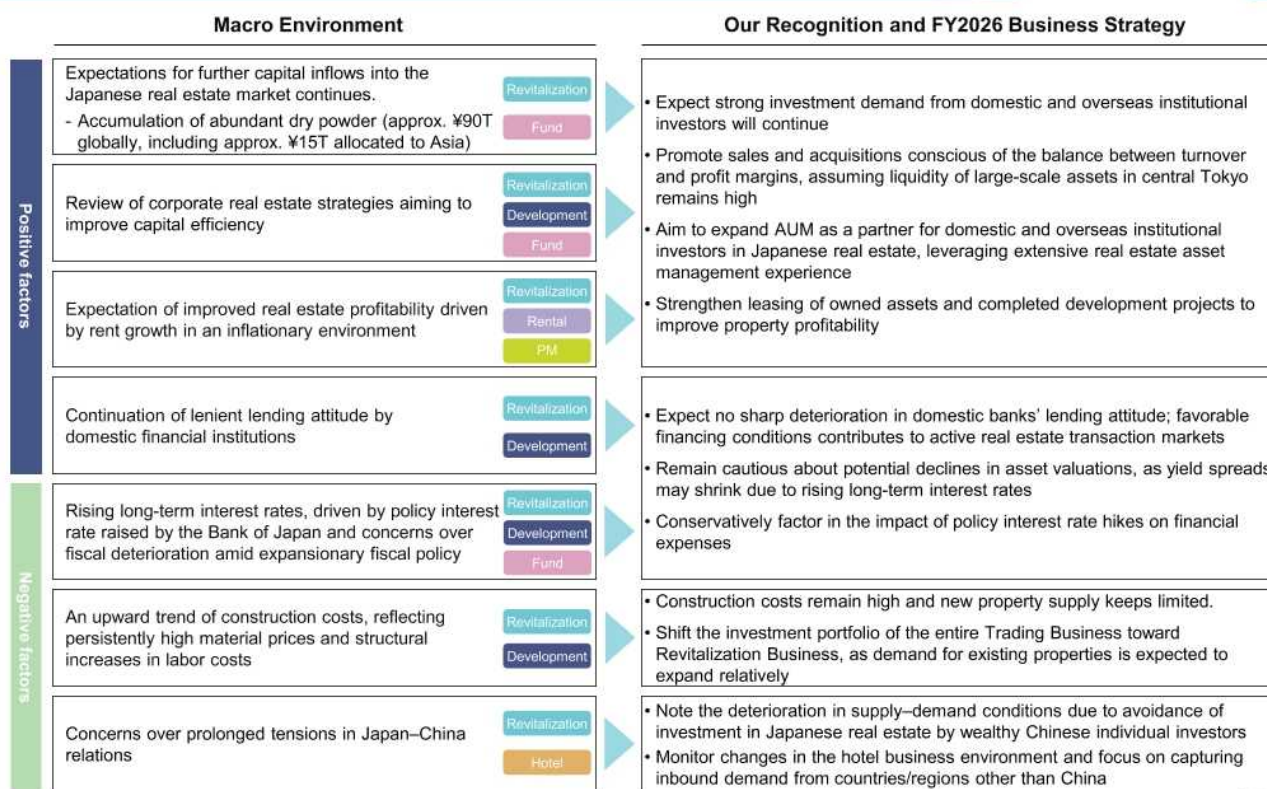 Macro Environment
Our Recognition and FY2026 Business Strategy
Positive factors
Expectations for further capital inflows into the
Japanese real estate market continues.
- Accumulation of abundant dry powder (approx. ¥90T
globally, including approx. ¥15T allocated to Asia)
Revitalization
Fund
Review of corporate real estate strategies aiming to
improve capital efficiency
Revitalization
Development
Fund
Expectation of improved real estate profitability driven
by rent growth in an inflationary environment
Revitalization
Rental
PM
• Expect strong investment demand from domestic and overseas institutional
investors will continue
• Promote sales and acquisitions conscious of the balance between turnover
and profit margins, assuming liquidity of large-scale assets in central Tokyo
remains high
• Aim to expand AUM as a partner for domestic and overseas institutional
investors in Japanese real estate, leveraging extensive real estate asset
management experience
• Strengthen leasing of owned assets and completed development projects to
improve property profitability
Continuation of lenient lending attitude by
domestic financial institutions
Revitalization
Development
Negative factors
Rising long-term interest rates, driven by policy interest
rate raised by the Bank of Japan and concerns over
fiscal deterioration amid expansionary fiscal policy
Revitalization
Development
Fund
• Expect no sharp deterioration in domestic banks' lending attitude; favorable
financing conditions contributes to active real estate transaction markets
• Remain cautious about potential declines in asset valuations, as yield spreads
may shrink due to rising long-term interest rates
• Conservatively factor in the impact of policy interest rate hikes on financial
expenses
An upward trend of construction costs, reflecting
persistently high material prices and structural
increases in labor costs
Revitalization
Development
• Construction costs remain high and new property supply keeps limited.
• Shift the investment portfolio of the entire Trading Business toward
Revitalization Business, as demand for existing properties is expected to
expand relatively
Concerns over prolonged tensions in Japan–China
relations
Revitalization
Hotel
• Note the deterioration in supply–demand conditions due to avoidance of
investment in Japanese real estate by wealthy Chinese individual investors
• Monitor changes in the hotel business environment and focus on capturing
inbound demand from countries/regions other than China